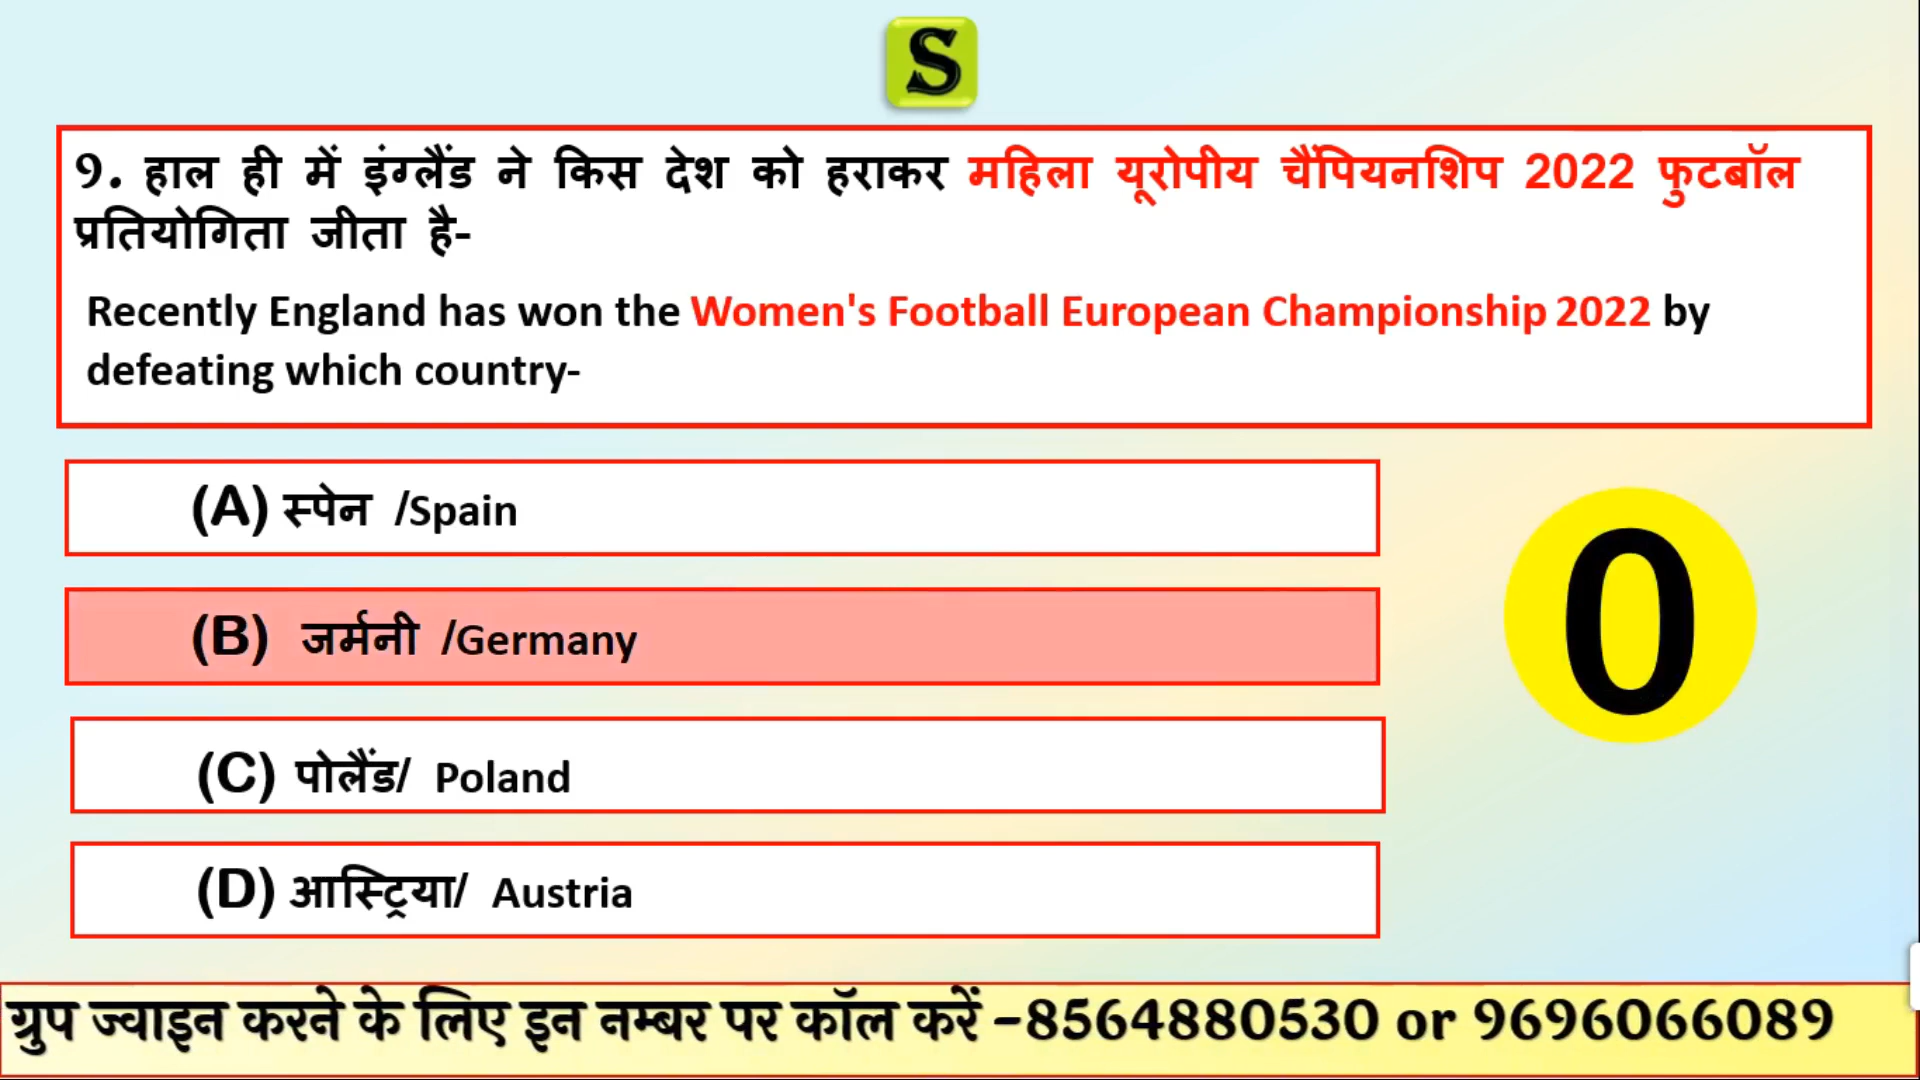 S
9. हाल ही में इंग्लैंड ने किस देश को हराकर महिला यूरोपीय चैंपियनशिप 2022 फुटबॉल
प्रतियोगिता जीता है-
Recently England has won the Women's Football European Championship 2022 by
defeating which country-
(A) स्पेन /Spain
(B) जर्मनी /Germany
0
(C) पोलैंड/ Poland
(D) आस्ट्रिया/ Austria
ग्रुप ज्वाइन करने के लिए इन नम्बर पर कॉल करें –8564880530 or 9696066089